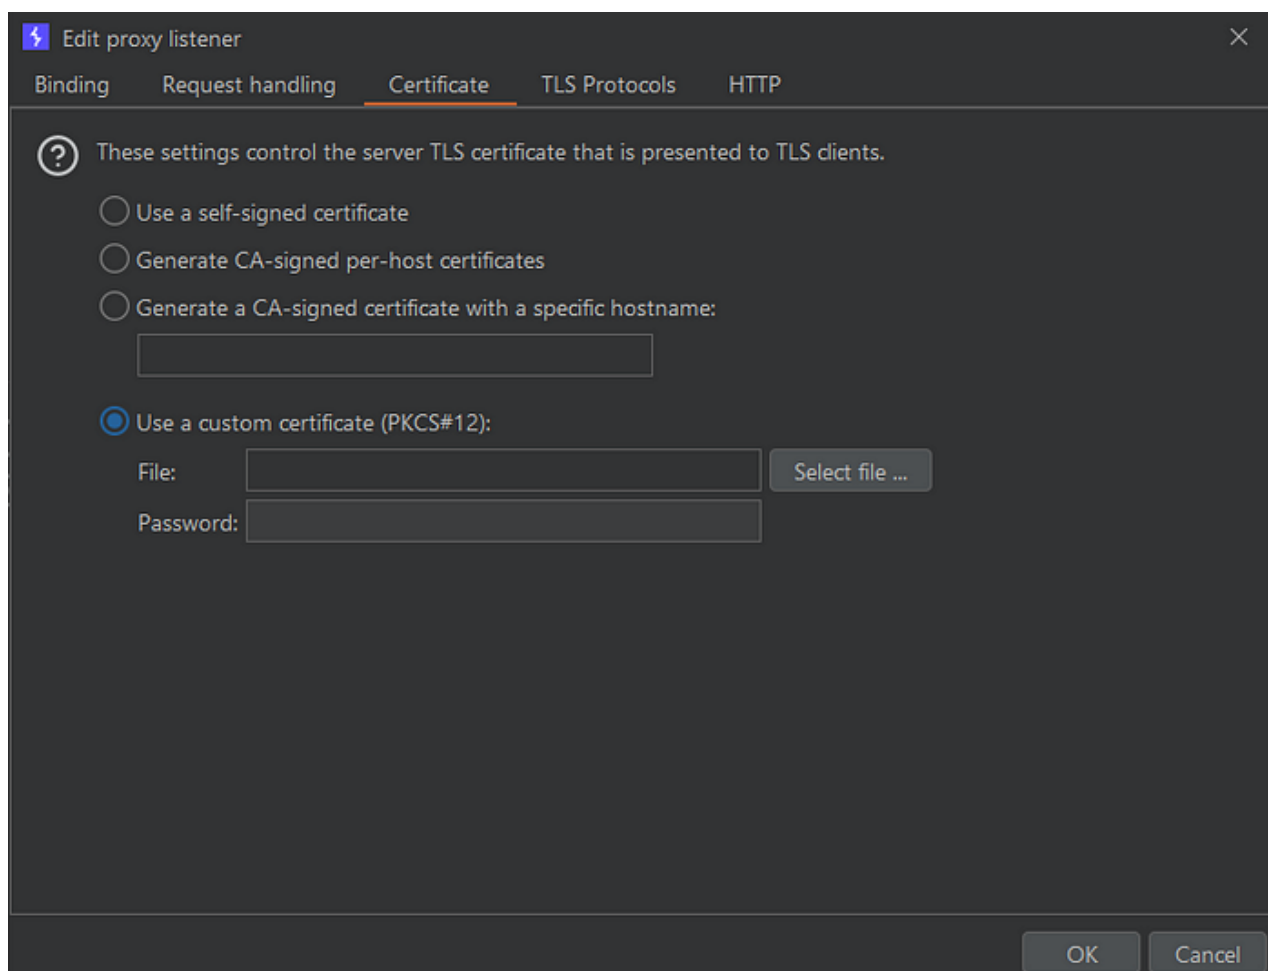 Edit proxy listener
Binding Request handling Certificate TLS Protocols HTTP
These settings control the server TLS certificate that is presented to TLS clients.
Use a self-signed certificate
Generate CA-signed per-host certificates
Generate a CA-signed certificate with a specific hostname:
Use a custom certificate (PKCS#12):
File: Select file ...
Password:
OK Cancel